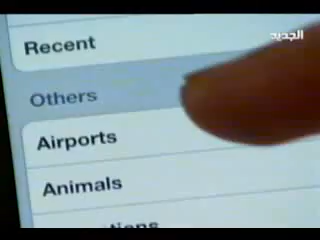 الجديد
Recent
Others
Airports
Animals